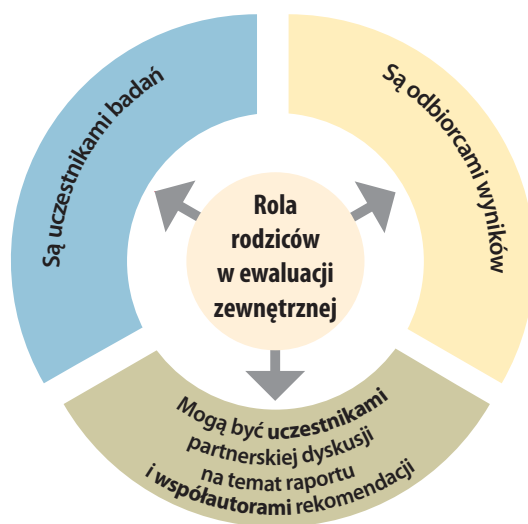 Są uczestnikami badań
Są odbiorcami wyników
Rola
rodziców
w ewaluacji
zewnętrznej
Mogą być uczestnikami
partnerskiej dyskusji
na temat raportu
i współautorami rekomendacji